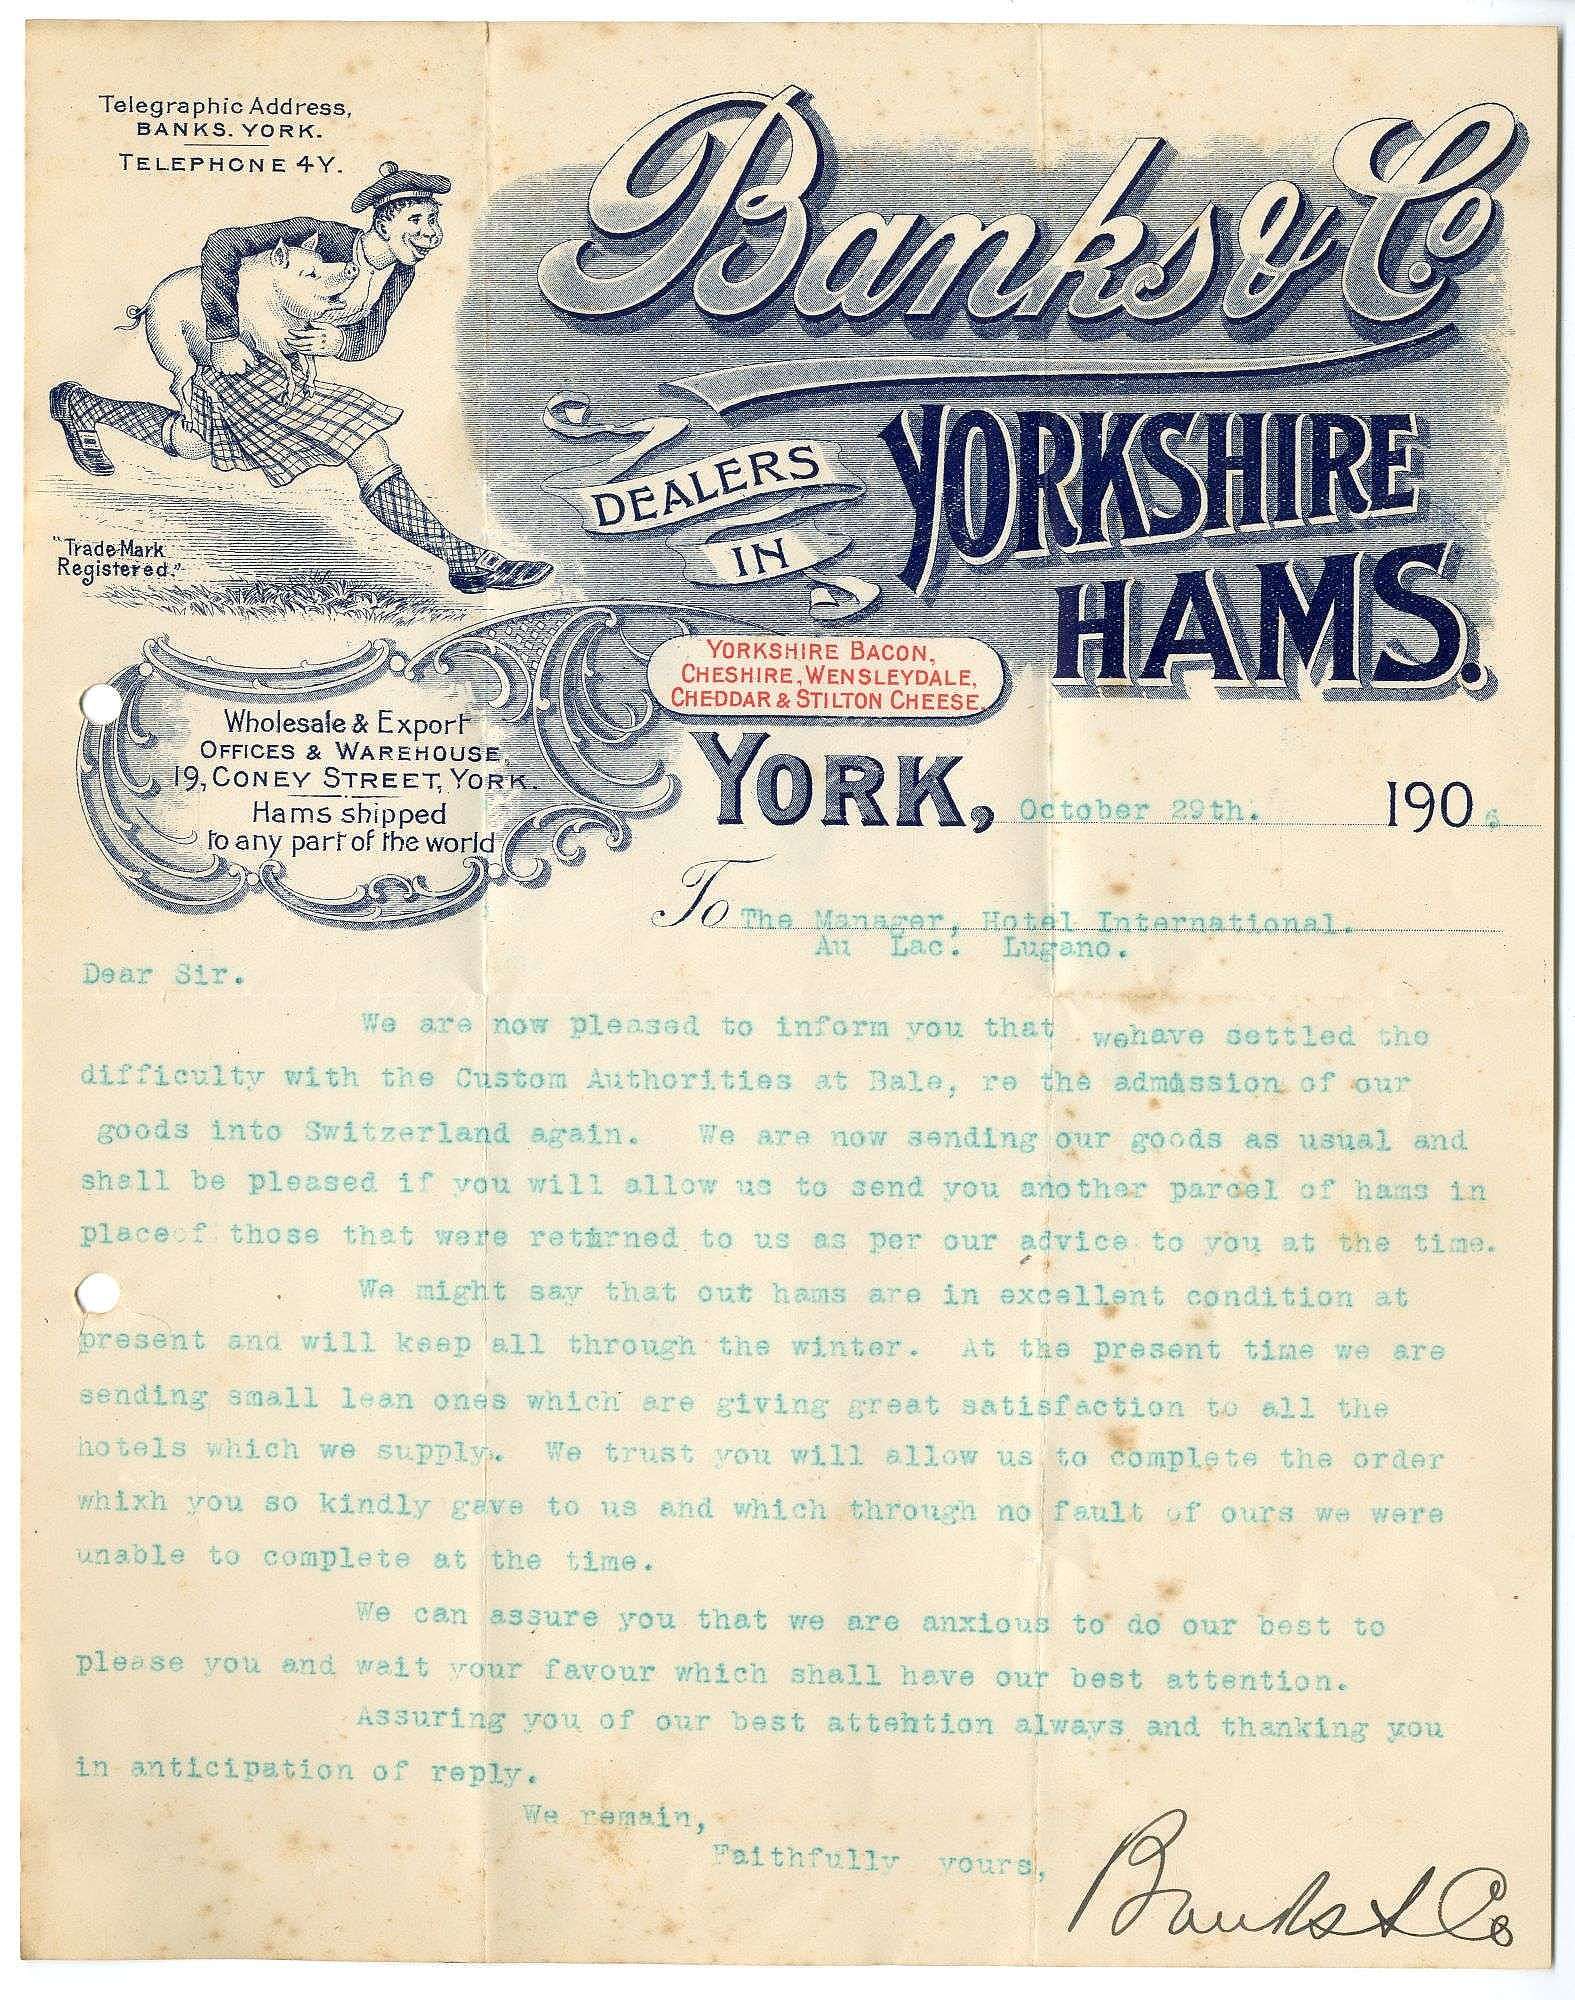 Telegraphic Address,
BANKS. YORK.
TELEPHONE 4Y.
Banks & Co.
DEALERS
IN
YORKSHIRE
HAMS.
"Trade Mark
Registered."
YORKSHIRE BACON,
CHESHIRE, WENSLEYDALE,
CHEDDAR & STILTON CHEESE.
Wholesale & Export
OFFICES & WAREHOUSE,
19, CONEY STREET, YORK.
Hams shipped
to any part of the world
YORK, October 29th. 190
To The Manager, Hotel International.
Au Lac. Lugano.
Dear Sir.
We are now pleased to inform you that wehave settled the
difficulty with the Custom Authorities at Bale, re the admission of our
goods into Switzerland again. We are now sending our goods as usual and
shall be pleased if you will allow us to send you another parcel of hams in
placeof those that were returned to us as per our advice to you at the time.
We might say that out hams are in excellent condition at
present and will keep all through the winter. At the present time we are
sending small lean ones which are giving great satisfaction to all the
hotels which we supply. We trust you will allow us to complete the order
whixh you so kindly gave to us and which through no fault of ours we were
unable to complete at the time.
We can assure you that we are anxious to do our best to
please you and wait your favour which shall have our best attention.
Assuring you of our best attention always and thanking you
in anticipation of reply.
We remain,
Faithfully yours,
Banks & Co